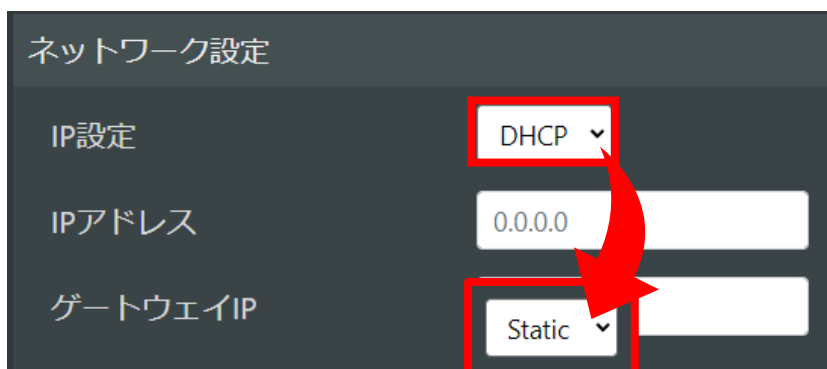 ネットワーク設定
IP設定
DHCP
IPアドレス
0.0.0.0
ゲートウェイIP
Static